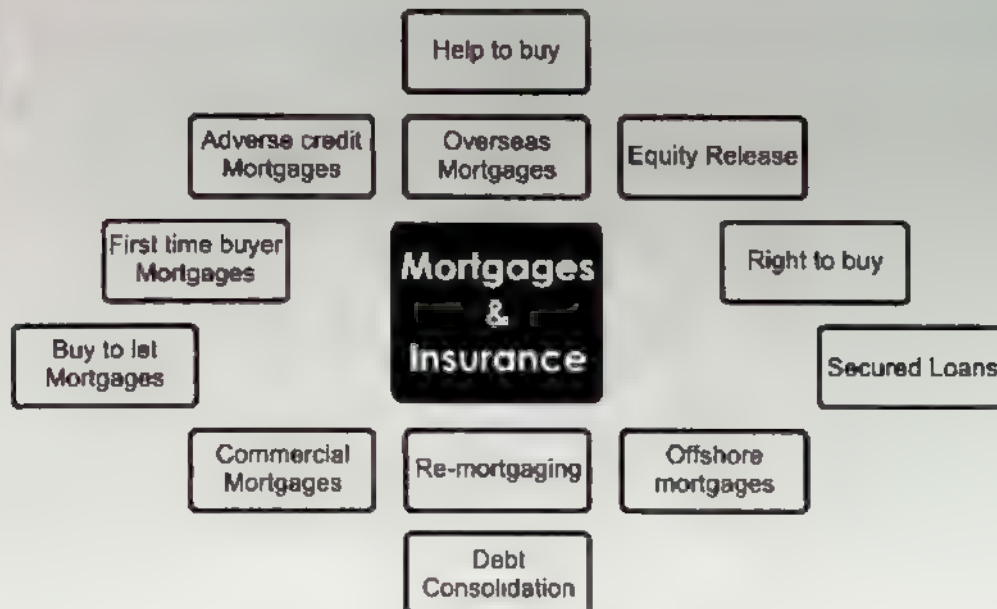 Help to buy
Adverse credit
Mortgages
Overseas
Mortgages
Equity Release
First time buyer
Mortgages
Mortgages
&
Insurance
Right to buy
Buy to let
Mortgages
Secured Loans
Commercial
Mortgages
Re-mortgaging
Offshore
mortgages
Debt
Consolidation